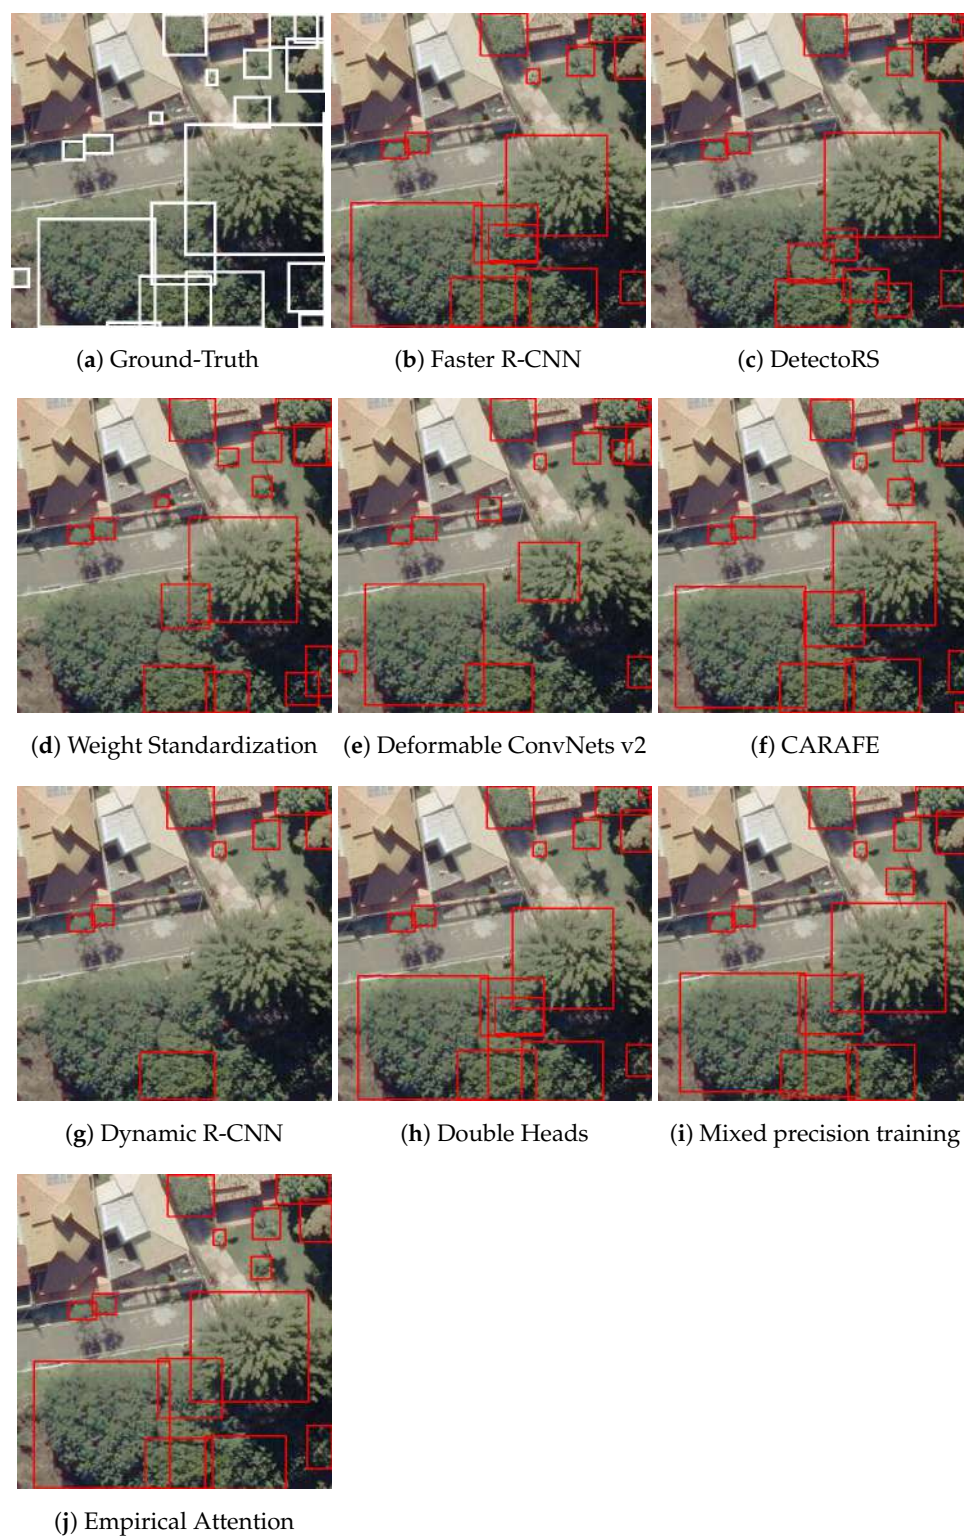 (a) Ground-Truth
(b) Faster R-CNN
(c) DetectoRS
(d) Weight Standardization
(e) Deformable ConvNets v2
(f) CARAFE
(g) Dynamic R-CNN
(h) Double Heads
(i) Mixed precision training
(j) Empirical Attention